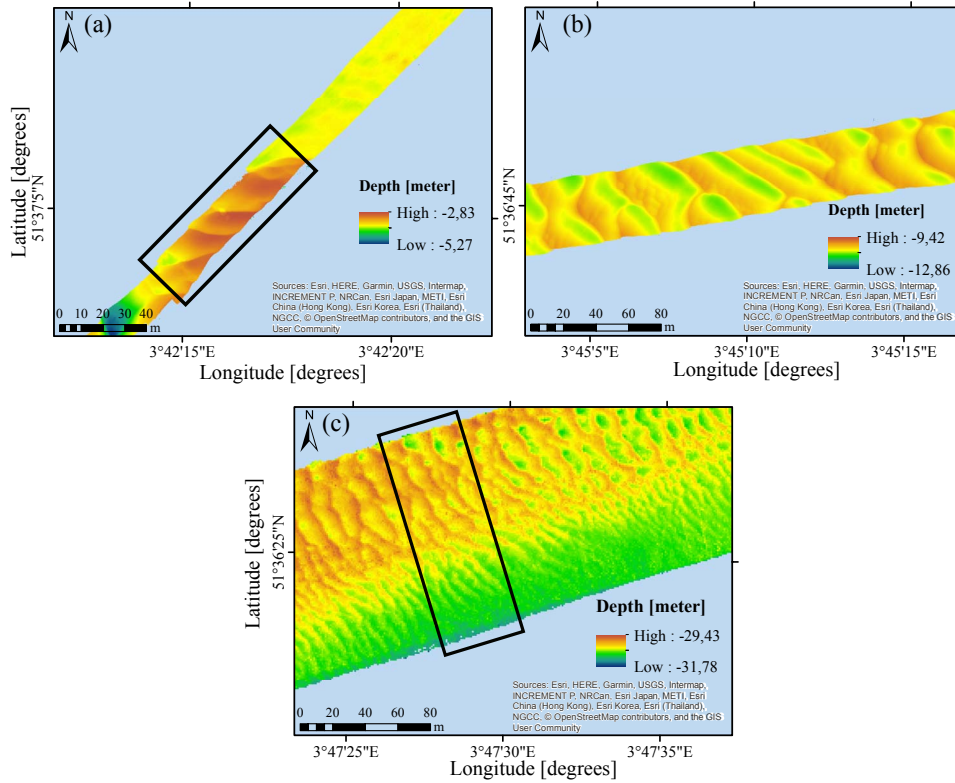 N
(a)
Latitude [degrees]
51°37'5"N
Depth [meter]
High : -2,83
Low : -5,27
Sources: Esri, HERE, Garmin, USGS, Intermap,
INCREMENT P, NRCan, Esri Japan, METI, Esri
China (Hong Kong), Esri Korea, Esri (Thailand),
NGCC, © OpenStreetMap contributors, and the GIS
User Community
0 10 20 30 40
m
3°42'15"E 3°42'20"E
Longitude [degrees]
N
(b)
51°36'45"N
Depth [meter]
High : -9,42
Low : -12,86
Sources: Esri, HERE, Garmin, USGS, Intermap,
INCREMENT P, NRCan, Esri Japan, METI, Esri
China (Hong Kong), Esri Korea, Esri (Thailand),
NGCC, © OpenStreetMap contributors, and the GIS
User Community
0 20 40 60 80
m
3°45'5"E 3°45'10"E 3°45'15"E
Longitude [degrees]
N
(c)
Latitude [degrees]
51°36'25"N
Depth [meter]
High : -29,43
Low : -31,78
Sources: Esri, HERE, Garmin, USGS, Intermap,
INCREMENT P, NRCan, Esri Japan, METI, Esri
China (Hong Kong), Esri Korea, Esri (Thailand),
NGCC, © OpenStreetMap contributors, and the GIS
User Community
0 20 40 60 80
m
3°47'25"E 3°47'30"E 3°47'35"E
Longitude [degrees]